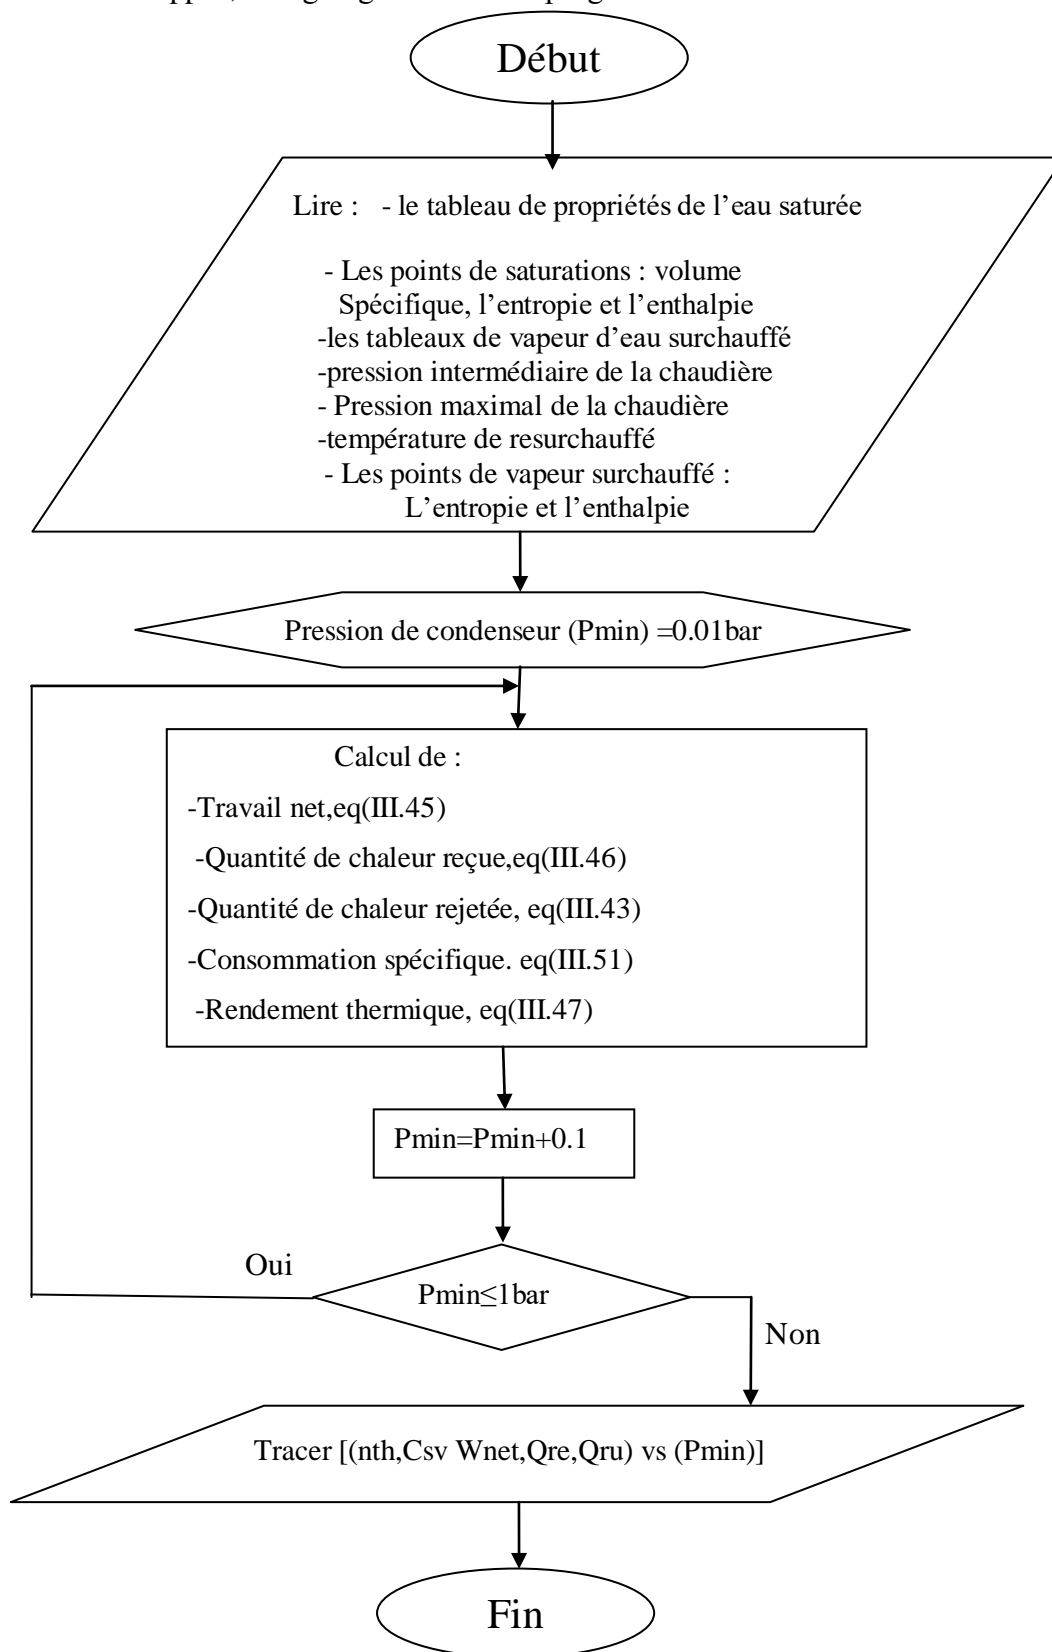 Début
Lire : - le tableau de propriétés de l’eau saturée
- Les points de saturations : volume
Spécifique, l’entropie et l’enthalpie
-les tableaux de vapeur d’eau surchauffé
-pression intermédiaire de la chaudière
- Pression maximal de la chaudière
-température de resurchauffé
- Les points de vapeur surchauffé :
L’entropie et l’enthalpie
Pression de condenseur (Pmin) =0.01bar
Calcul de :
-Travail net,eq(III.45)
-Quantité de chaleur reçue,eq(III.46)
-Quantité de chaleur rejetée, eq(III.43)
-Consommation spécifique. eq(III.51)
-Rendement thermique, eq(III.47)
Pmin=Pmin+0.1
Oui
Pmin≤1bar
Non
Tracer [(nth,Csv Wnet,Qre,Qru) vs (Pmin)]
Fin